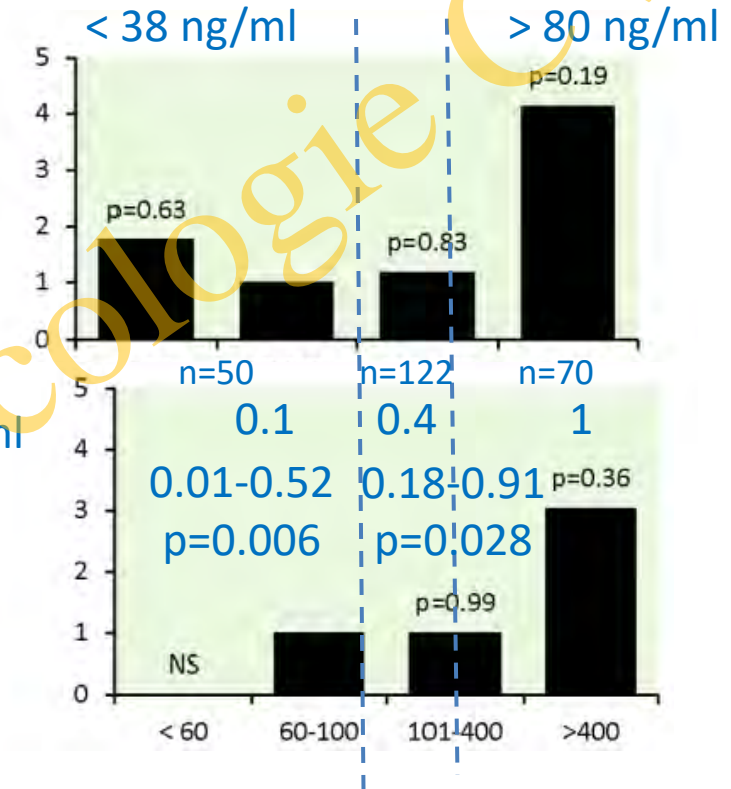 < 38 ng/ml > 80 ng/ml
5
p=0.19
4
3
p=0.63
2
p=0.83
1
0
n=50 n=122 n=70
5
0.1 0.4 1
ml
4
0.01-0.52 0.18-0.91 p=0.36
3
p=0.006 p=0.028
2
p=0.99
1
NS
0
< 60 60-100 101-400 >400
cologie C